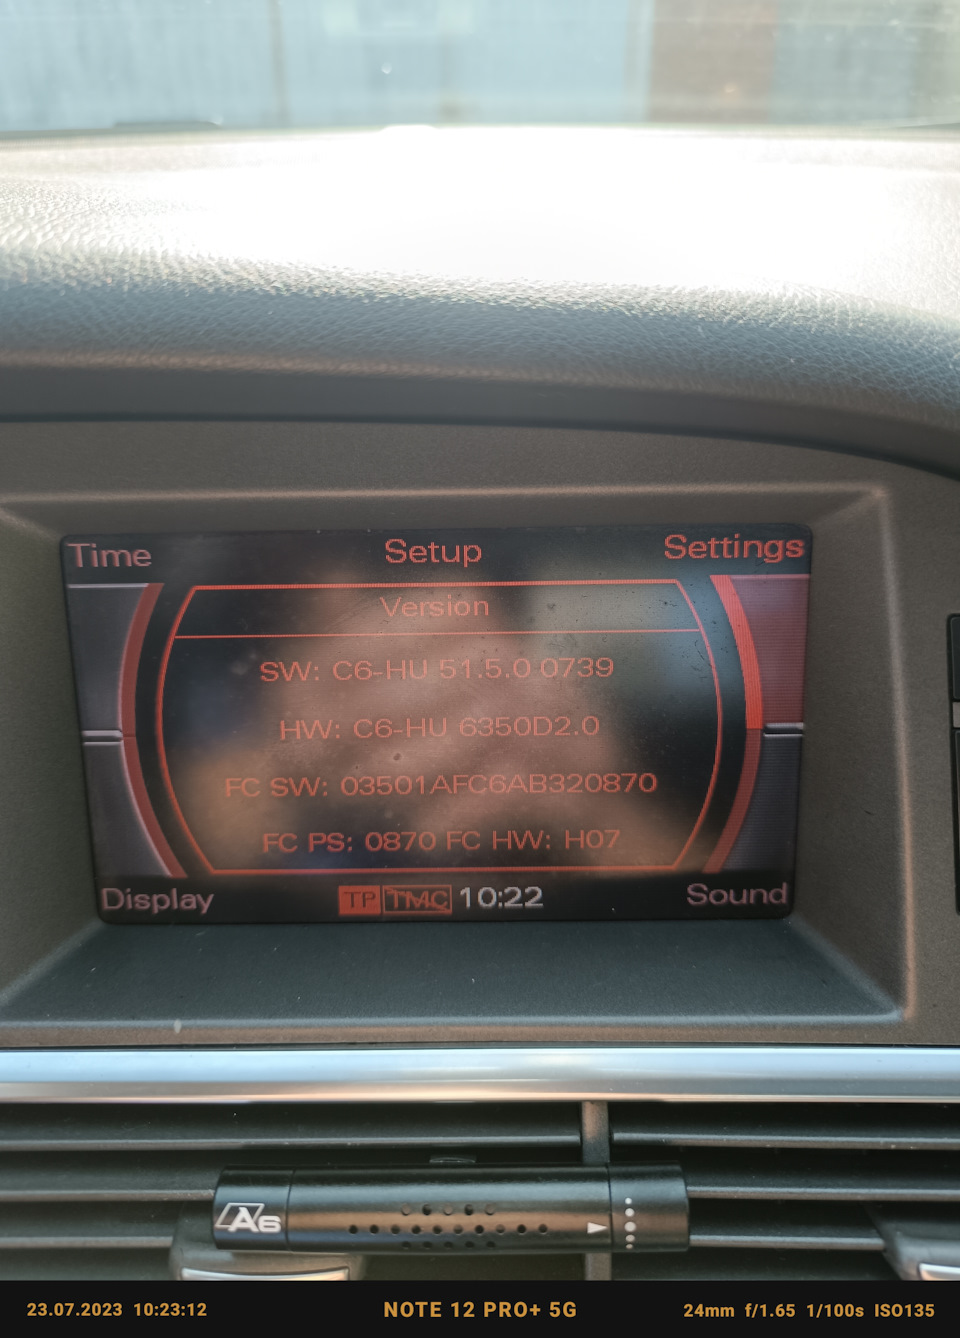 Time Setup Settings
Version
SW: C6-HU 51.5.0 0739
HW: C6-HU 6350D2.0
FC SW: 03501AFC6AB320870
FC PS: 0870 FC HW: H07
Display TP TMC 10:22 Sound
A6
23.07.2023 10:23:12 NOTE 12 PRO+ 5G 24mm f/1.65 1/100s ISO135